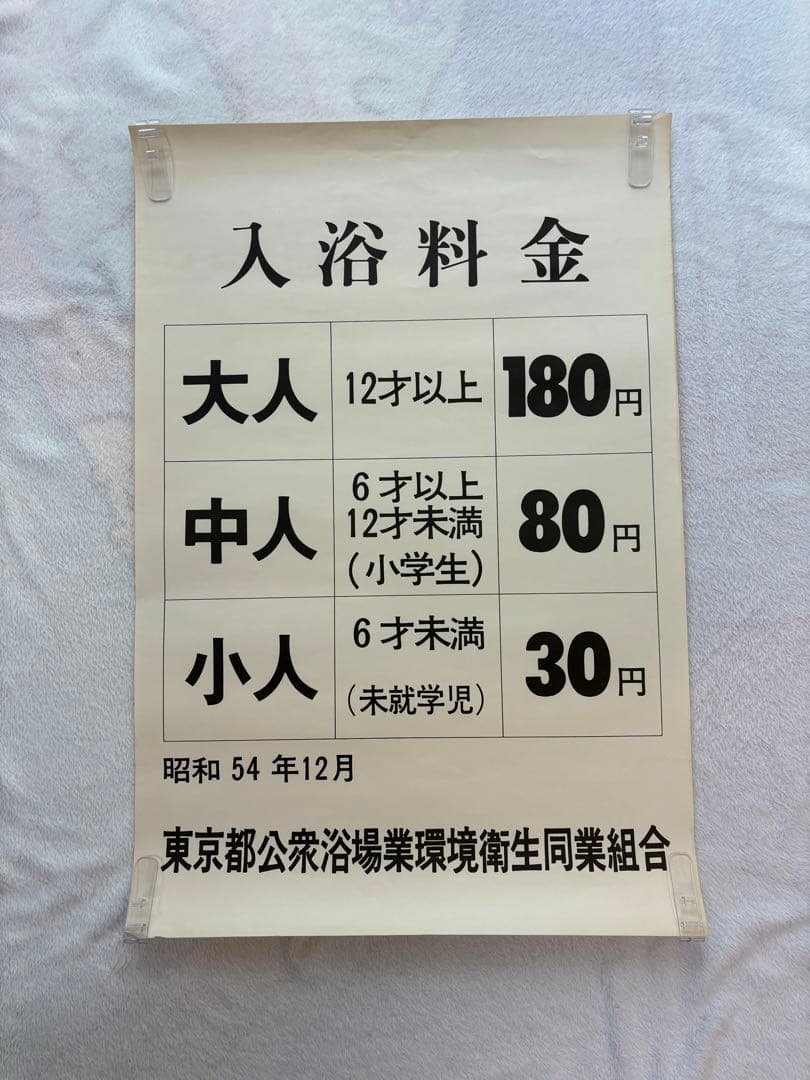 入浴料金
大人 12才以上 180円
中人 6才以上
12才未満
(小学生) 80円
小人 6才未満
(未就学児) 30円
昭和 54 年12月
東京都公衆浴場業環境衛生同業組合